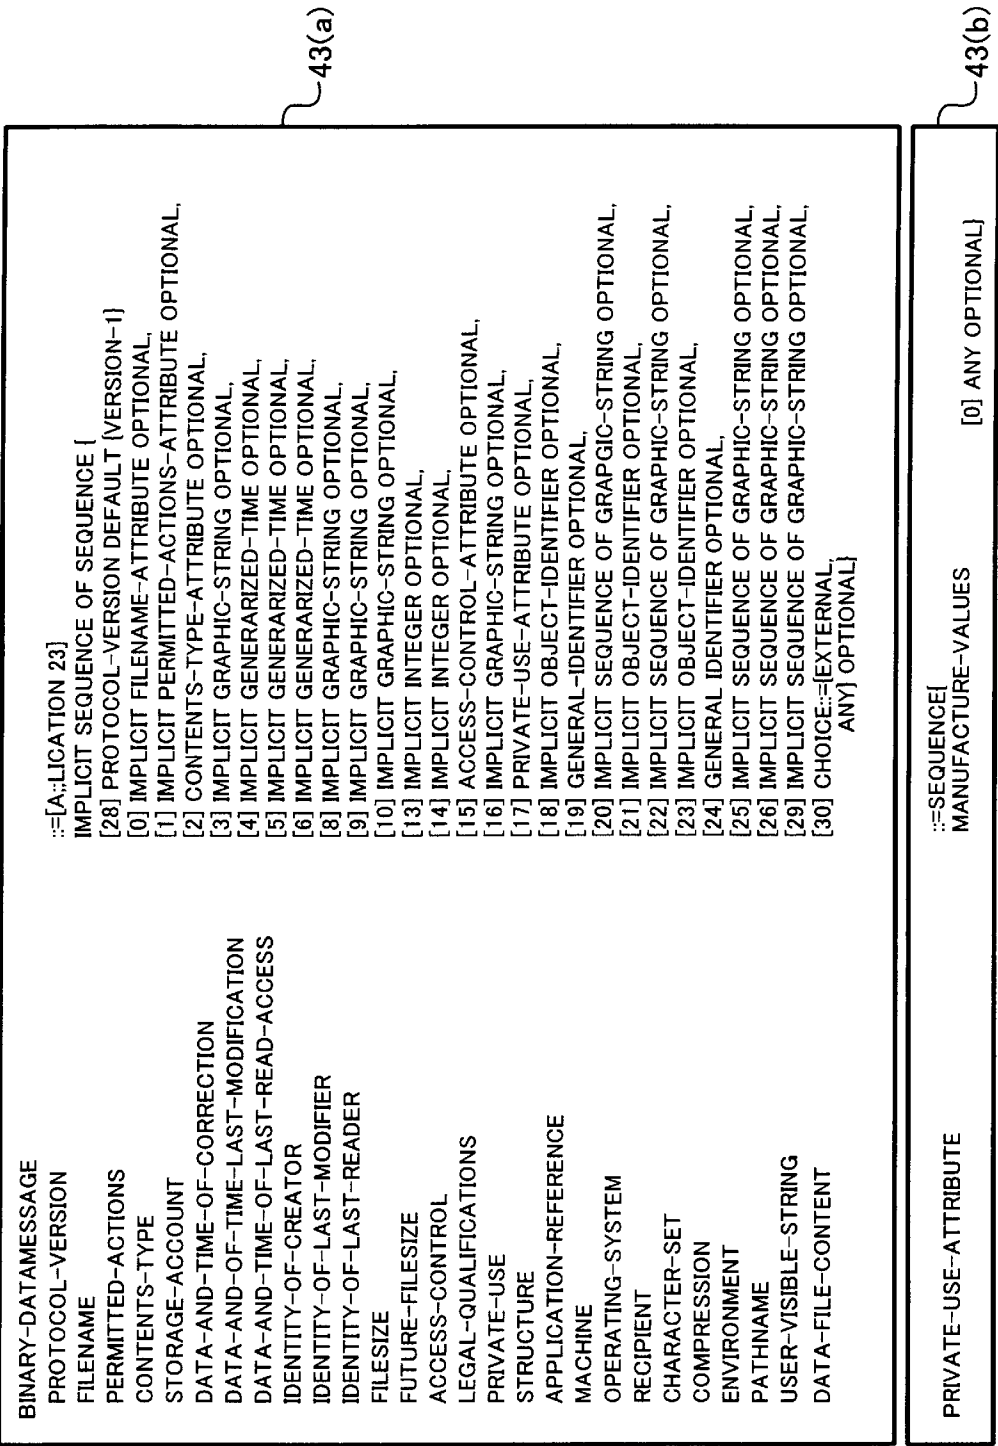 BINARY-DATAMESSAGE ::=[A,;LICATION 23]
IMPLICIT SEQUENCE OF SEQUENCE {
PROTOCOL-VERSION [28] PROTOCOL-VERSION DEFAULT {VERSION-1}
FILENAME [0] IMPLICIT FILENAME-ATTRIBUTE OPTIONAL,
PERMITTED-ACTIONS [1] IMPLICIT PERMITTED-ACTIONS-ATTRIBUTE OPTIONAL,
CONTENTS-TYPE [2] CONTENTS-TYPE-ATTRIBUTE OPTIONAL,
STORAGE-ACCOUNT [3] IMPLICIT GRAPHIC-STRING OPTIONAL,
DATA-AND-TIME-OF-CORRECTION [4] IMPLICIT GENERARIZED-TIME OPTIONAL,
DATA-AND-OF-TIME-LAST-MODIFICATION [5] IMPLICIT GENERARIZED-TIME OPTIONAL,
DATA-AND-TIME-OF-LAST-READ-ACCESS [6] IMPLICIT GENERARIZED-TIME OPTIONAL,
IDENTITY-OF-CREATOR [8] IMPLICIT GRAPHIC-STRING OPTIONAL,
IDENTITY-OF-LAST-MODIFIER [9] IMPLICIT GRAPHIC-STRING OPTIONAL,
IDENTITY-OF-LAST-READER [10] IMPLICIT GRAPHIC-STRING OPTIONAL,
FILESIZE [13] IMPLICIT INTEGER OPTIONAL,
FUTURE-FILESIZE [14] IMPLICIT INTEGER OPTIONAL,
ACCESS-CONTROL [15] ACCESS-CONTROL-ATTRIBUTE OPTIONAL,
LEGAL-QUALIFICATIONS [16] IMPLICIT GRAPHIC-STRING OPTIONAL,
PRIVATE-USE [17] PRIVATE-USE-ATTRIBUTE OPTIONAL,
STRUCTURE [18] IMPLICIT OBJECT-IDENTIFIER OPTIONAL,
APPLICATION-REFERENCE [19] GENERAL-IDENTIFIER OPTIONAL,
MACHINE [20] IMPLICIT SEQUENCE OF GRAPGIC-STRING OPTIONAL,
OPERATING-SYSTEM [21] IMPLICIT OBJECT-IDENTIFIER OPTIONAL,
RECIPIENT [22] IMPLICIT SEQUENCE OF GRAPHIC-STRING OPTIONAL,
CHARACTER-SET [23] IMPLICIT OBJECT-IDENTIFIER OPTIONAL,
COMPRESSION [24] GENERAL IDENTIFIER OPTIONAL,
ENVIRONMENT [25] IMPLICIT SEQUENCE OF GRAPHIC-STRING OPTIONAL,
PATHNAME [26] IMPLICIT SEQUENCE OF GRAPHIC-STRING OPTIONAL,
USER-VISIBLE-STRING [29] IMPLICIT SEQUENCE OF GRAPHIC-STRING OPTIONAL,
DATA-FILE-CONTENT [30] CHOICE::={EXTERNAL,
ANY} OPTIONAL}
43(a)
PRIVATE-USE-ATTRIBUTE ::=SEQUENCE{
MANUFACTURE-VALUES [0] ANY OPTIONAL}
43(b)